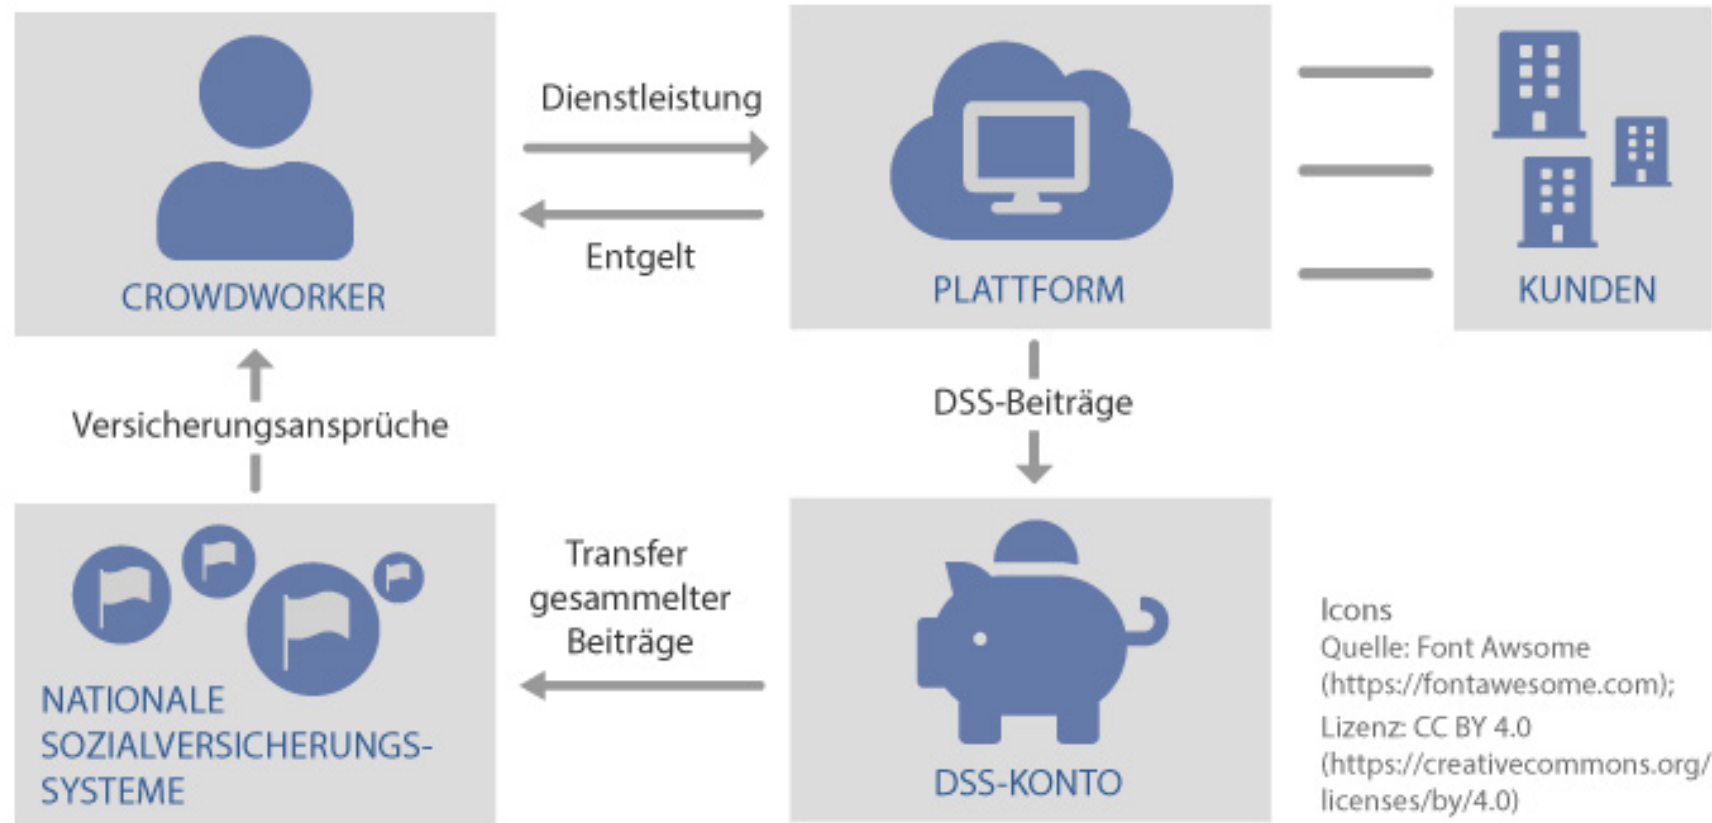 Dienstleistung
Entgelt
CROWDWORKER
PLATTFORM
KUNDEN
Versicherungsansprüche
DSS-Beiträge
Transfer
gesammelter
Beiträge
NATIONALE
SOZIALVERSICHERUNGS-
SYSTEME
DSS-KONTO
Icons
Quelle: Font Awsome
(https://fontawesome.com);
Lizenz: CC BY 4.0
(https://creativecommons.org/
licenses/by/4.0)